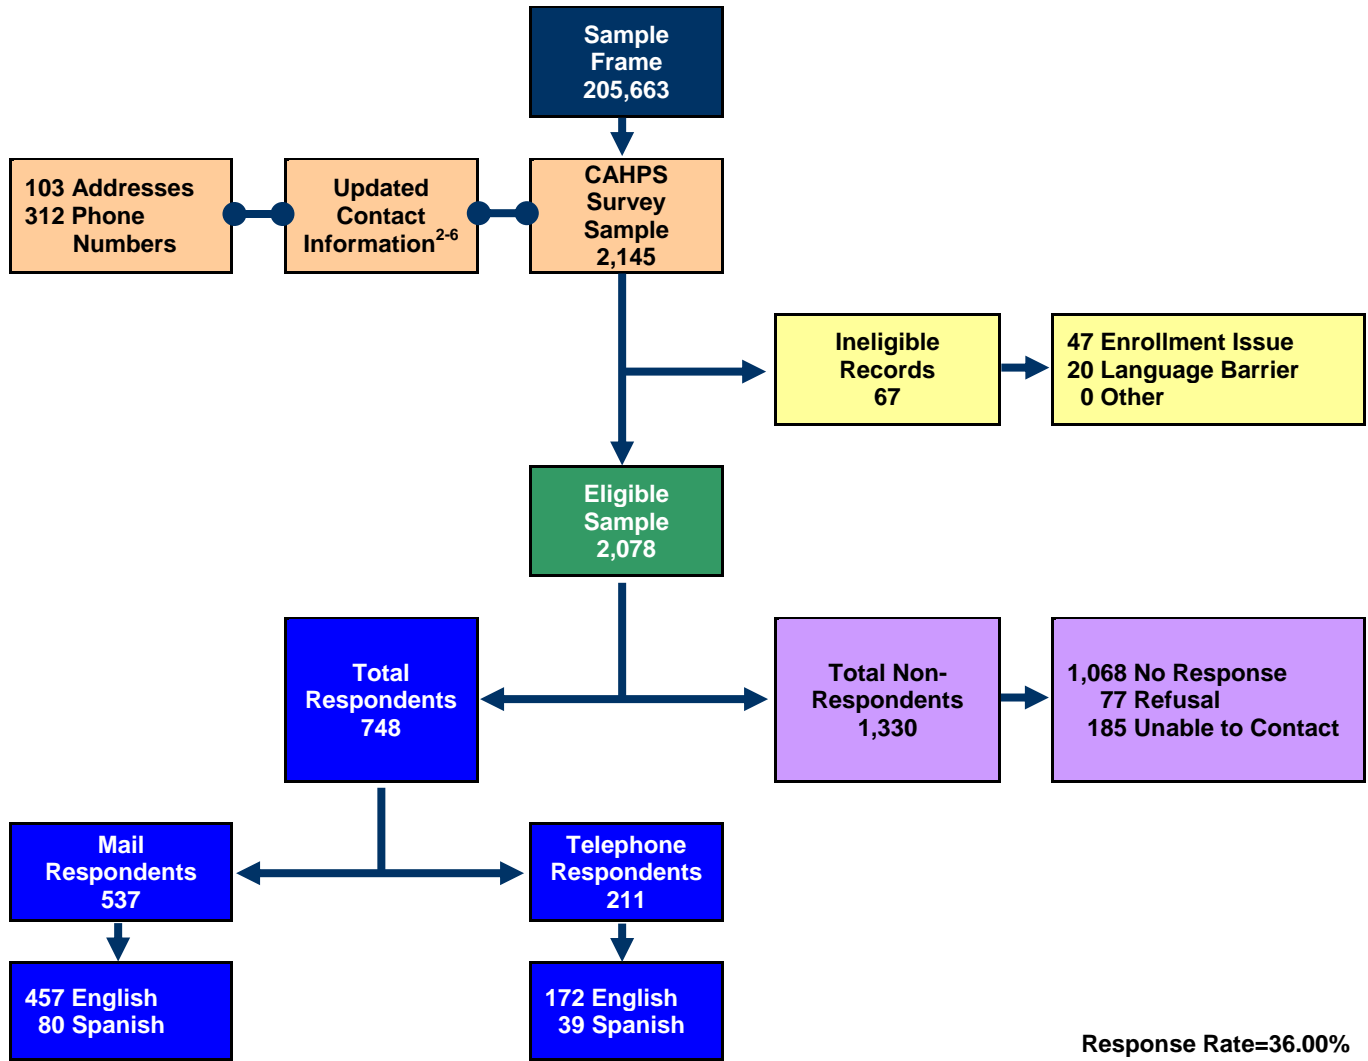 Sample
Frame
205,663
103 Addresses
312 Phone
Numbers
Updated
Contact
Information2-6
CAHPS
Survey
Sample
2,145
Ineligible
Records
67
47 Enrollment Issue
20 Language Barrier
0 Other
Eligible
Sample
2,078
Total
Respondents
748
Total Non-
Respondents
1,330
1,068 No Response
77 Refusal
185 Unable to Contact
Mail
Respondents
537
Telephone
Respondents
211
457 English
80 Spanish
172 English
39 Spanish
Response Rate=36.00%